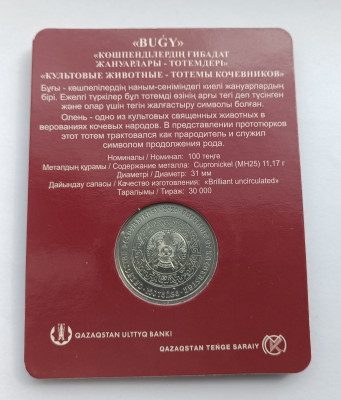 «BUǴY»
«КӨШПЕНДІЛЕРДІҢ ҒИБАДАТ
ЖАНУАРЛАРЫ - ТОТЕМДЕРІ»
«КУЛЬТОВЫЕ ЖИВОТНЫЕ - ТОТЕМЫ КОЧЕВНИКОВ»
Бұғы - көшпелілердің наным-сеніміндегі киелі жануарлардың
бірі. Ежелгі түркілер бұл тотемді өзінің арғы тегі деп түсінген
және олар үшін тегін жалғастыру символы болған.
Олень - одно из культовых священных животных в
верованиях кочевых народов. В представлении прототюрков
этот тотем трактовался как прародитель и служил
символом продолжения рода.
Номиналы / Номинал: 100 теңге
Металдың құрамы / Содержание металла: Cupronickel (МН25) 11,17 г
Диаметрі / Диаметр: 31 мм
Дайындау сапасы / Качество изготовления: «Brilliant uncirculated»
Таралымы / Тираж: 30 000
QAZAQSTAN ULTTYQ BANKI
QAZAQSTAN TEŃGE SARAIY